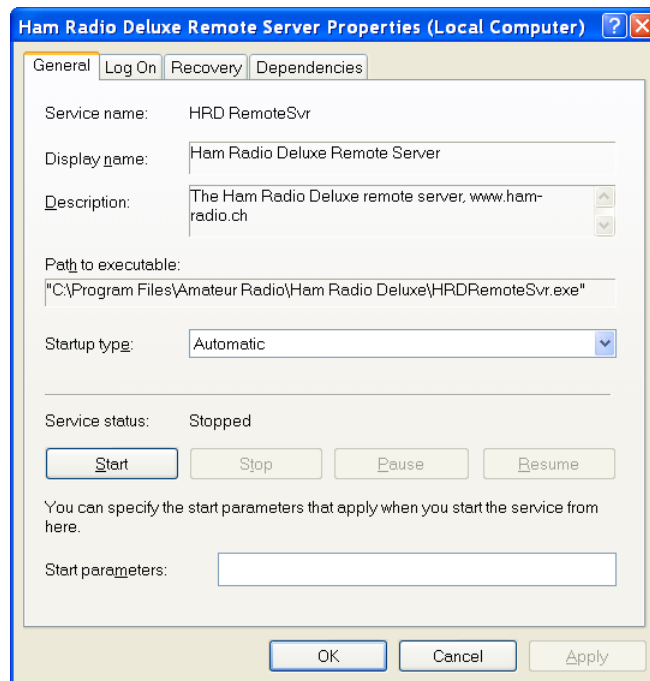 Ham Radio Deluxe Remote Server Properties (Local Computer)
General Log On Recovery Dependencies
Service name: HRD RemoteSvr
Display name: Ham Radio Deluxe Remote Server
Description: The Ham Radio Deluxe remote server, www.ham-
radio.ch
Path to executable:
"C:\Program Files\Amateur Radio\Ham Radio Deluxe\HRDRemoteSvr.exe"
Startup type: Automatic
Service status: Stopped
Start Stop Pause Resume
You can specify the start parameters that apply when you start the service from
here.
Start parameters:
OK Cancel Apply